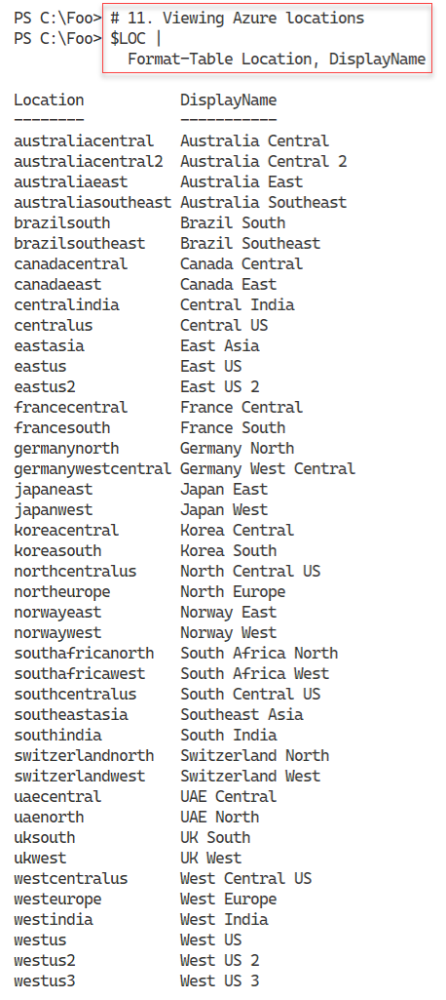 PS C:\Foo> # 11. Viewing Azure locations
PS C:\Foo> $LOC |
Format-Table Location, DisplayName
Location DisplayName
-------- -----------
australiacentral Australia Central
australiacentral2 Australia Central 2
australiaeast Australia East
australiasoutheast Australia Southeast
brazilsouth Brazil South
brazilsoutheast Brazil Southeast
canadacentral Canada Central
canadaeast Canada East
centralindia Central India
centralus Central US
eastasia East Asia
eastus East US
eastus2 East US 2
francecentral France Central
francesouth France South
germanynorth Germany North
germanywestcentral Germany West Central
japaneast Japan East
japanwest Japan West
koreacentral Korea Central
koreasouth Korea South
northcentralus North Central US
northeurope North Europe
norwayeast Norway East
norwaywest Norway West
southafricanorth South Africa North
southafricawest South Africa West
southcentralus South Central US
southeastasia Southeast Asia
southindia South India
switzerlandnorth Switzerland North
switzerlandwest Switzerland West
uaecentral UAE Central
uaenorth UAE North
uksouth UK South
ukwest UK West
westcentralus West Central US
westeurope West Europe
westindia West India
westus West US
westus2 West US 2
westus3 West US 3